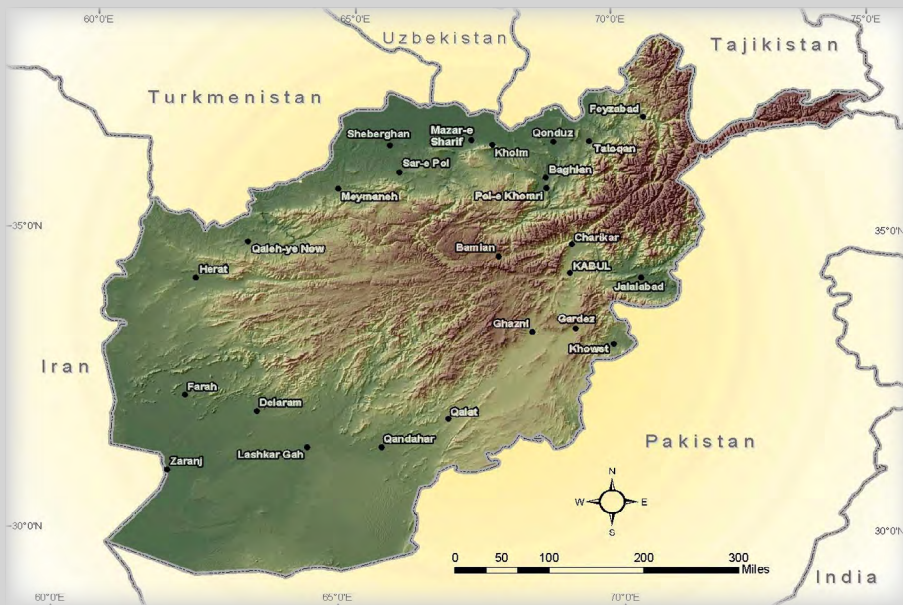 60°0'E
65°0'E
70°0'E
75°0'E
Uzbekistan
Tajikistan
Turkmenistan
Feyzabad
Sheberghan
Mazar-e
Sharif
Qonduz
Kholm
Taloqan
Sar-e Pol
Baghlan
Meymaneh
Pol-e Khomri
35°0'N
35°0'N
Charikar
Qaleh-ye Now
Bamian
Herat
KABUL
Jalalabad
Ghazni
Gardez
Khowst
Iran
Farah
Delaram
Qalat
Qandahar
Pakistan
Lashkar Gah
Zaranj
N
W
E
S
30°0'N
30°0'N
0
50
100
200
300
Miles
India
60°0'E
65°0'E
70°0'E